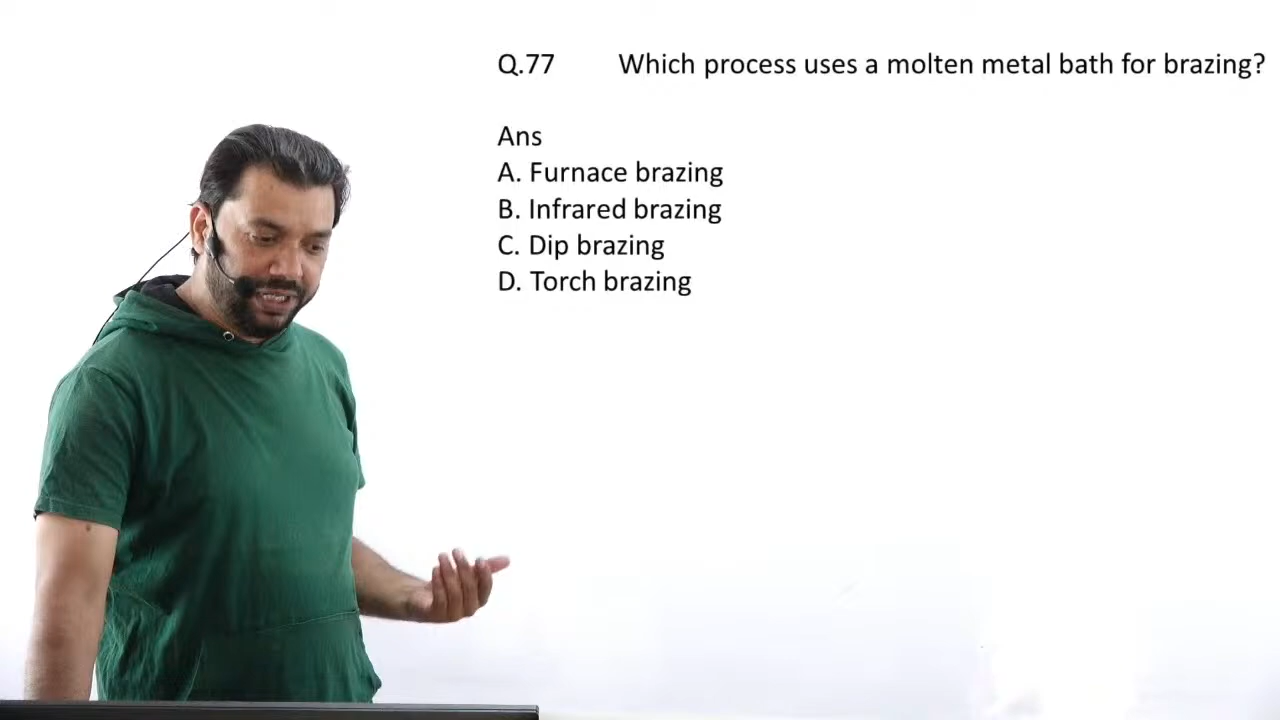 Q.77 Which process uses a molten metal bath for brazing?
Ans
A. Furnace brazing
B. Infrared brazing
C. Dip brazing
D. Torch brazing